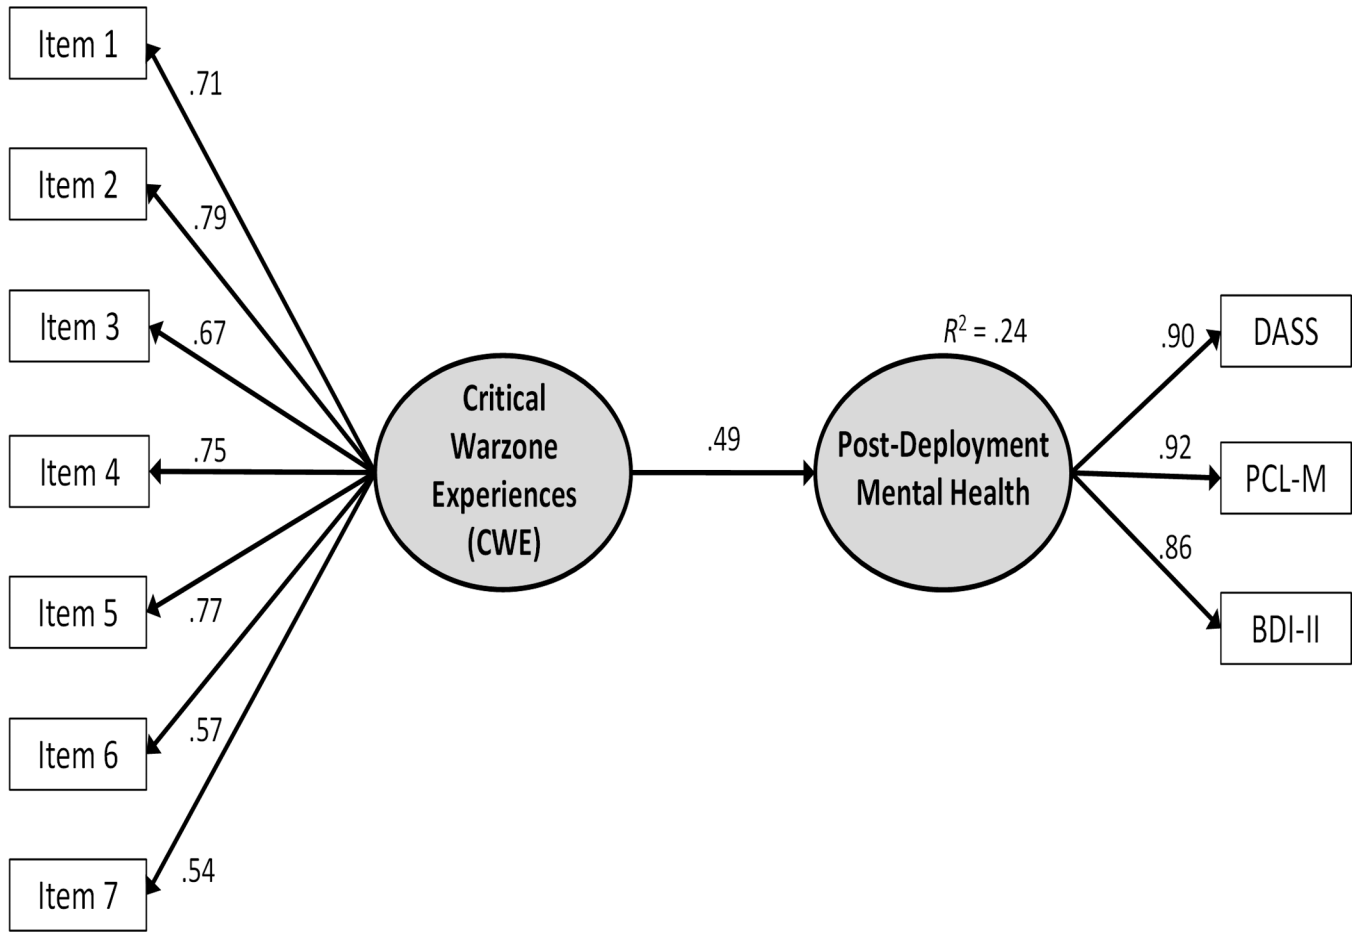 Item 1
.71
Item 2
.79
Item 3
.67
Item 4
.75
Item 5
.77
Item 6
.57
Item 7
.54
Critical
Warzone
Experiences
(CWE)
.49
R² = .24
Post-Deployment
Mental Health
.90
DASS
.92
PCL-M
.86
BDI-II